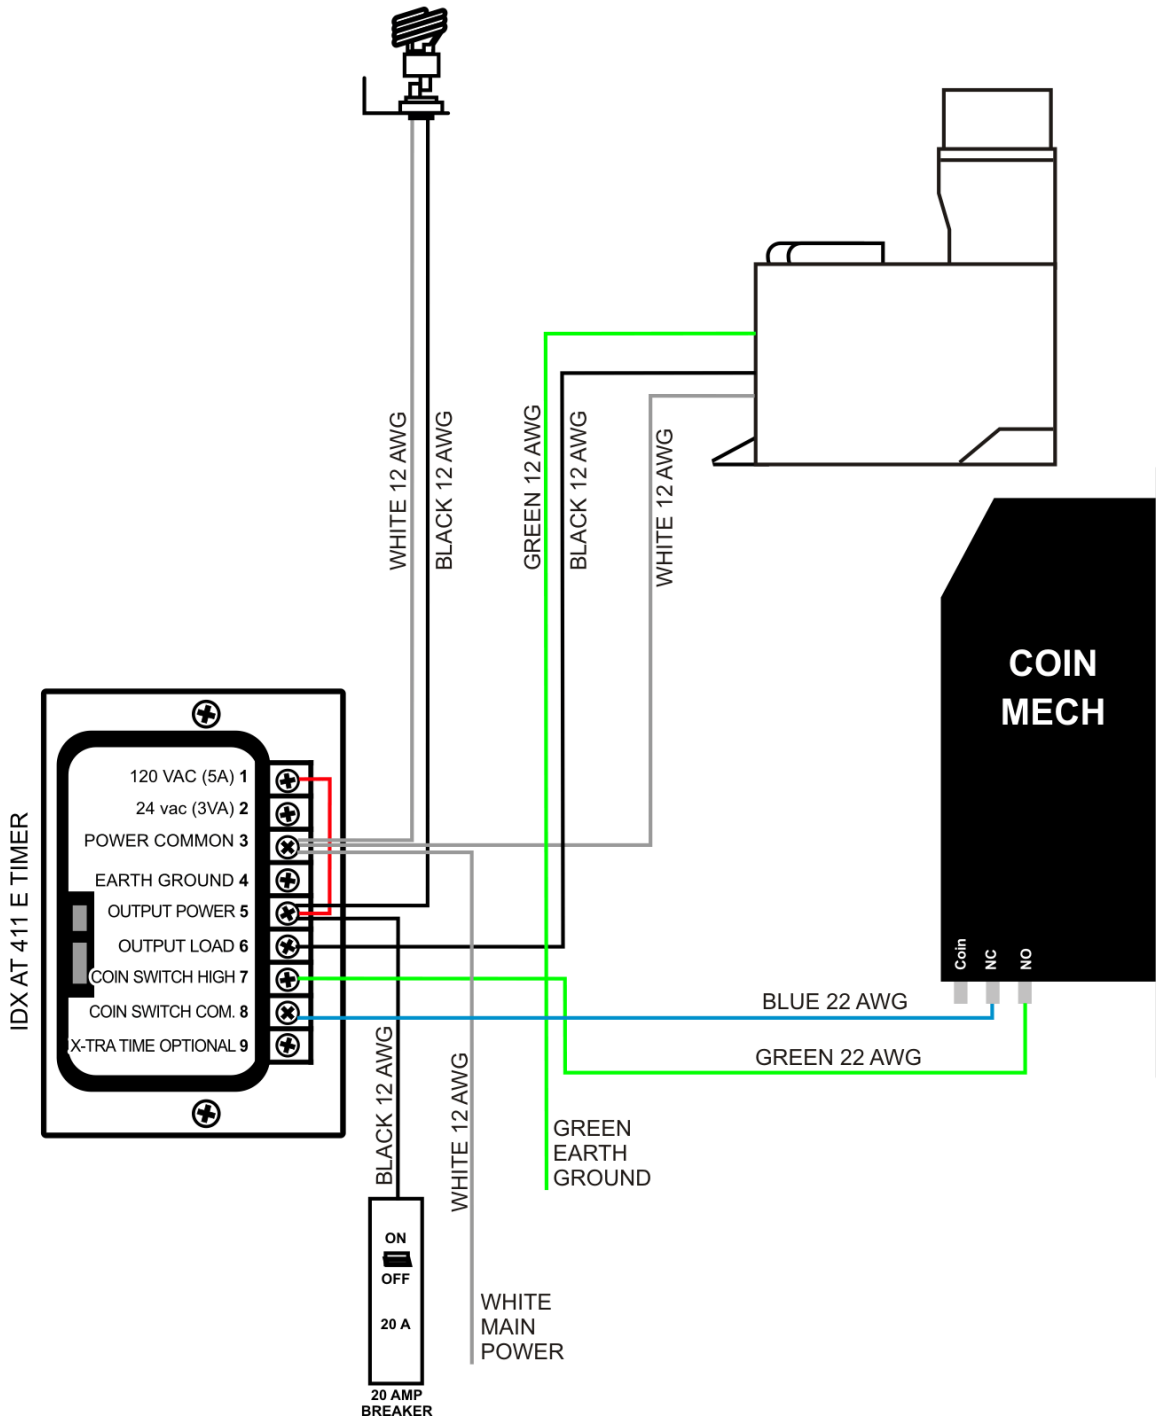 WHITE 12 AWG
BLACK 12 AWG
GREEN 12 AWG
BLACK 12 AWG
WHITE 12 AWG
COIN
MECH
Coin
NC
NO
IDX AT 411 E TIMER
120 VAC (5A) 1
24 vac (3VA) 2
POWER COMMON 3
EARTH GROUND 4
OUTPUT POWER 5
OUTPUT LOAD 6
COIN SWITCH HIGH 7
COIN SWITCH COM. 8
X-TRA TIME OPTIONAL 9
BLUE 22 AWG
GREEN 22 AWG
BLACK 12 AWG
WHITE 12 AWG
GREEN
EARTH
GROUND
ON
OFF
20 A
20 AMP
BREAKER
WHITE
MAIN
POWER